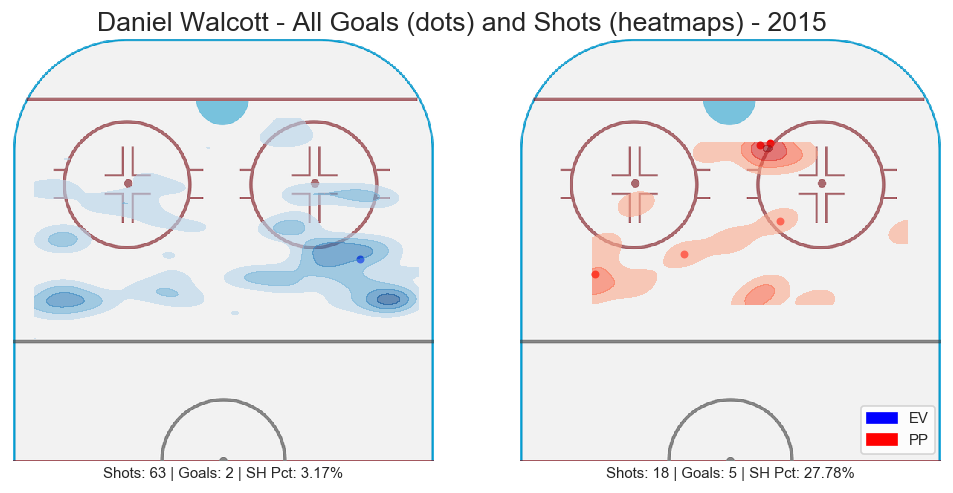 Daniel Walcott - All Goals (dots) and Shots (heatmaps) - 2015
EV
PP
Shots: 63 | Goals: 2 | SH Pct: 3.17%
Shots: 18 | Goals: 5 | SH Pct: 27.78%